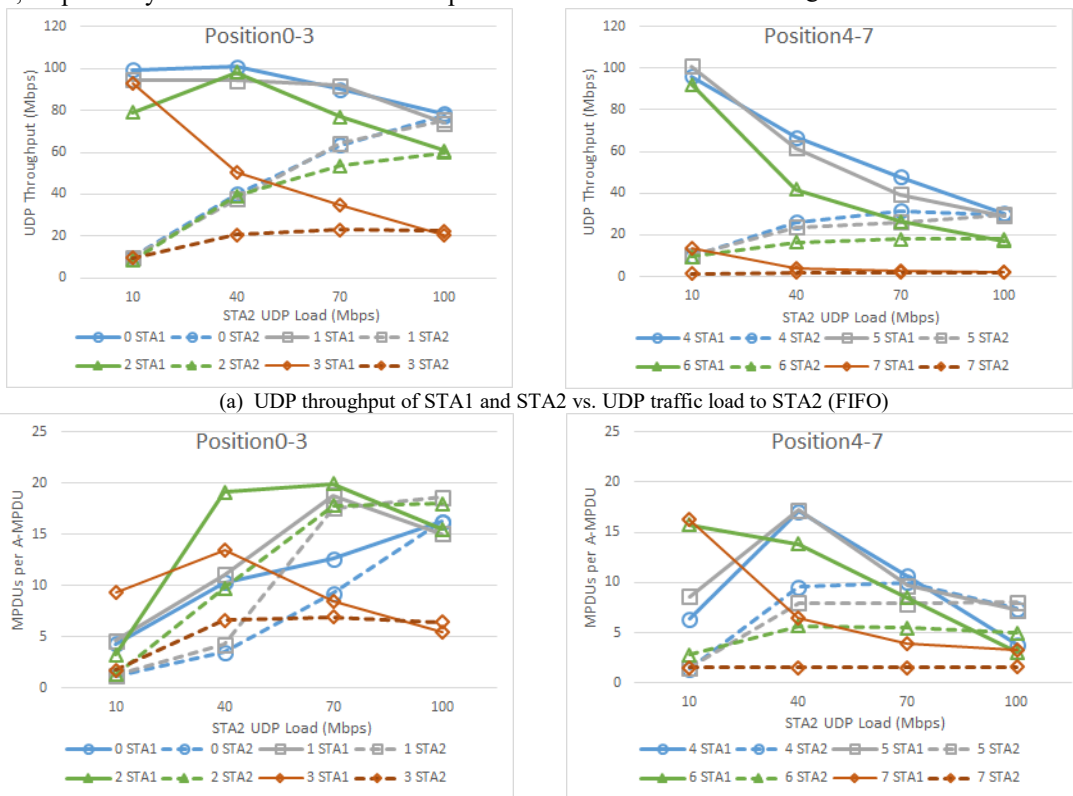 Position0-3
UDP Throughput (Mbps)
120
100
80
60
40
20
0
10 40 70 100
STA2 UDP Load (Mbps)
0 STA1 0 STA2 1 STA1 1 STA2
2 STA1 2 STA2 3 STA1 3 STA2
Position4-7
UDP Throughput (Mbps)
120
100
80
60
40
20
0
10 40 70 100
STA2 UDP Load (Mbps)
4 STA1 4 STA2 5 STA1 5 STA2
6 STA1 6 STA2 7 STA1 7 STA2
(a) UDP throughput of STA1 and STA2 vs. UDP traffic load to STA2 (FIFO)
Position0-3
MPDUs per A-MPDU
25
20
15
10
5
0
10 40 70 100
STA2 UDP Load (Mbps)
0 STA1 0 STA2 1 STA1 1 STA2
2 STA1 2 STA2 3 STA1 3 STA2
Position4-7
MPDUs per A-MPDU
25
20
15
10
5
0
10 40 70 100
STA2 UDP Load (Mbps)
4 STA1 4 STA2 5 STA1 5 STA2
6 STA1 6 STA2 7 STA1 7 STA2